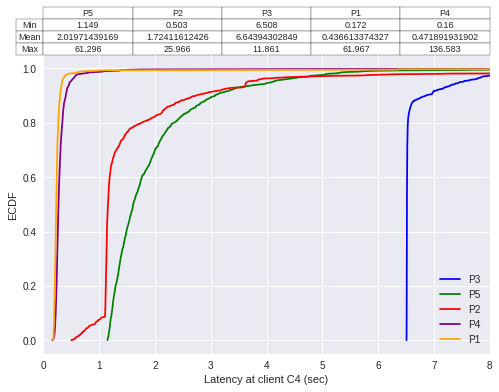 P5 P2 P3 P1 P4
Min 1.149 0.503 6.508 0.172 0.16
Mean 2.01971439169 1.72411612426 6.64394302849 0.436613374327 0.471891931902
Max 61.296 25.966 11.861 61.967 136.583
1.0
0.8
0.6
0.4
0.2
0.0
ECDF
P3
P5
P2
P4
P1
0 1 2 3 4 5 6 7 8
Latency at client C4 (sec)